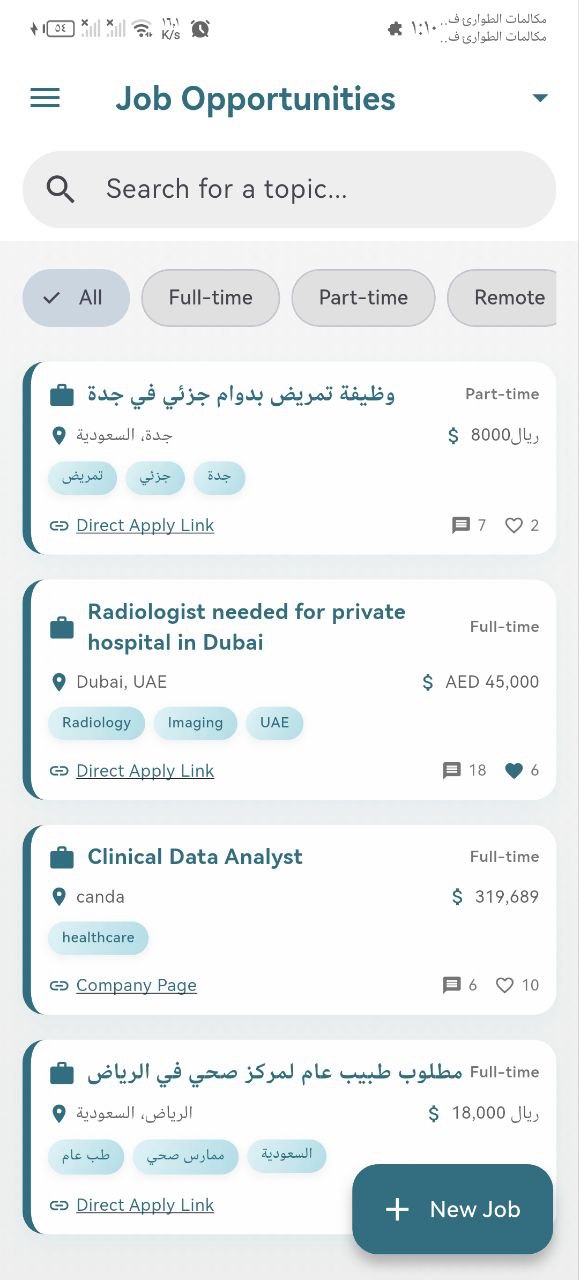 ٥٤
١٦,١
K/s
١:١٠
مكالمات الطوارئ ف..
مكالمات الطوارئ ف..
Job Opportunities
Search for a topic...
All
Full-time
Part-time
Remote
وظيفة تمريض بدوام جزئي في جدة
Part-time
جدة، السعودية
$ 8000ريال
تمريض
جزئي
جدة
Direct Apply Link
7
2
Radiologist needed for private
hospital in Dubai
Full-time
Dubai, UAE
$ AED 45,000
Radiology
Imaging
UAE
Direct Apply Link
18
6
Clinical Data Analyst
Full-time
canda
$ 319,689
healthcare
Company Page
6
10
مطلوب طبيب عام لمركز صحي في الرياض
Full-time
الرياض، السعودية
$ 18,000 ريال
طب عام
ممارس صحي
السعودية
Direct Apply Link
New Job